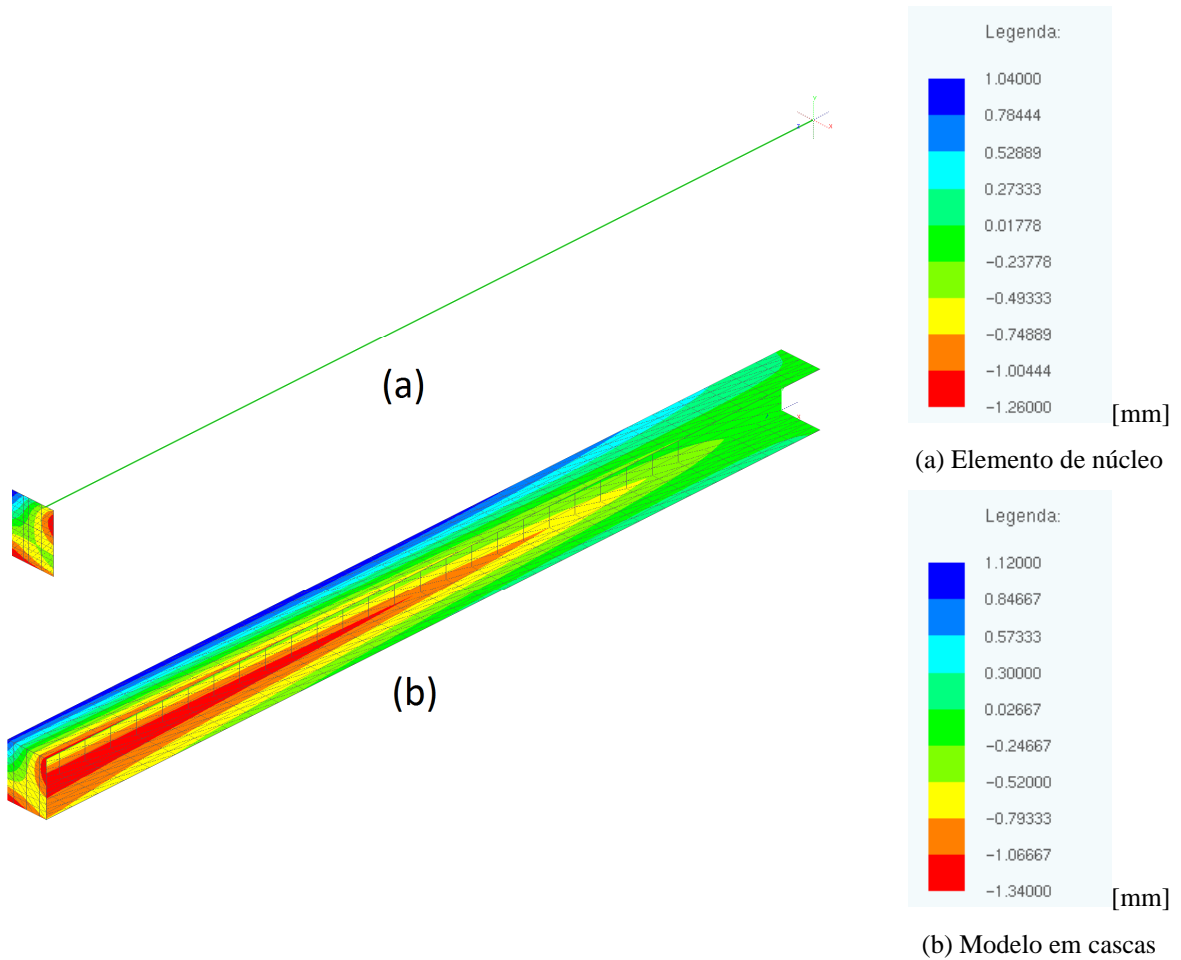 (a)
(b)
Legenda:
1.04000
0.78444
0.52889
0.27333
0.01778
−0.23778
−0.49333
−0.74889
−1.00444
−1.26000
[mm]
(a) Elemento de núcleo
Legenda:
1.12000
0.84667
0.57333
0.30000
0.02667
−0.24667
−0.52000
−0.79333
−1.06667
−1.34000
[mm]
(b) Modelo em cascas